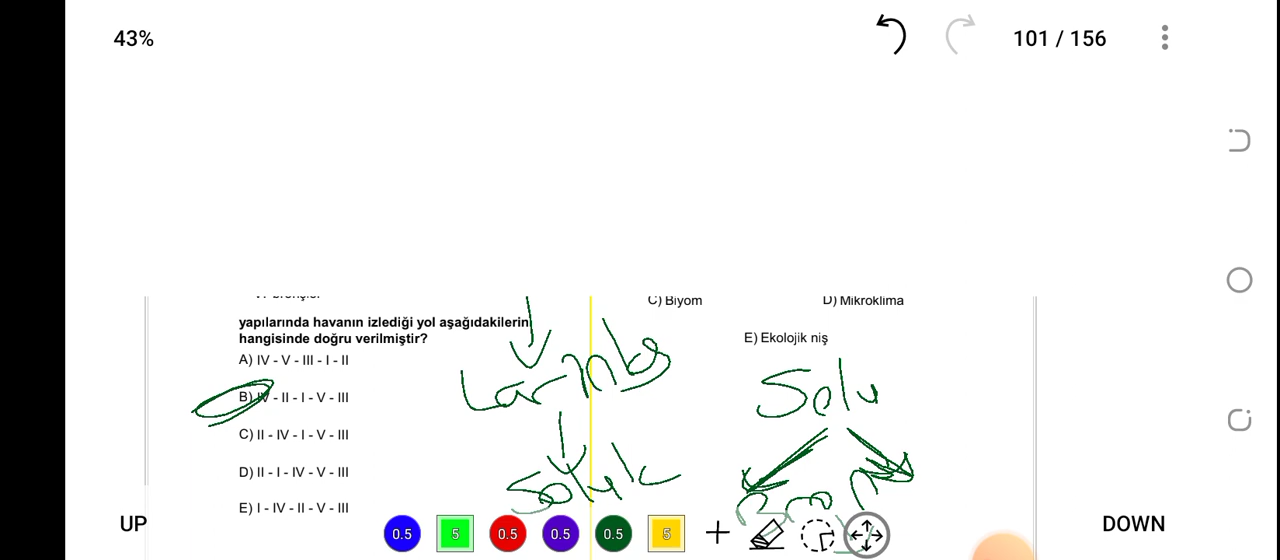 43%
101 / 156
C) Biyom
D) Mikroklima
yapılarında havanın izlediği yol aşağıdakilerin
hangisinde doğru verilmiştir?
E) Ekolojik niş
A) IV - V - III - I - II
B) IV - II - I - V - III
C) II - IV - I - V - III
D) II - I - IV - V - III
E) I - IV - II - V - III
Larinks
Solu
UP
0.5
5
0.5
0.5
0.5
5
DOWN